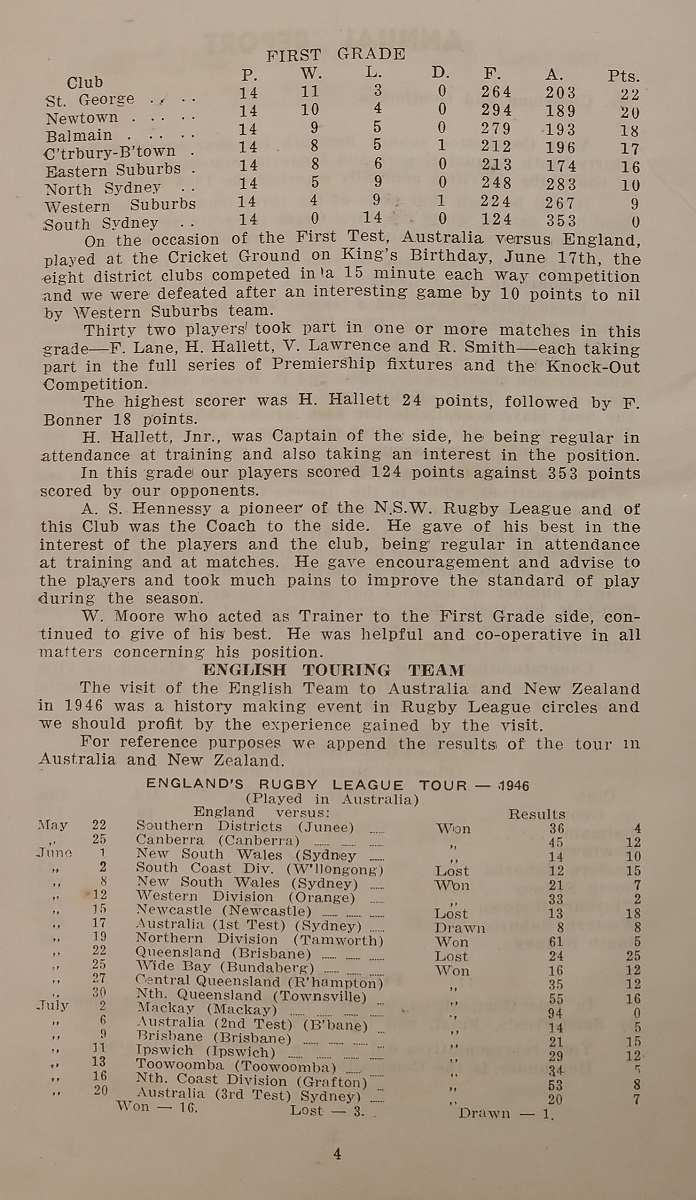 FIRST GRADE
Club P. W. L. D. F. A. Pts.
St. George . . . . 14 11 3 0 264 203 22
Newtown . . . . . 14 10 4 0 294 189 20
Balmain . . . . . 14 9 5 0 279 193 18
C'trbury-B'town . 14 8 5 1 212 196 17
Eastern Suburbs . 14 8 6 0 213 174 16
North Sydney . . 14 5 9 0 248 283 10
Western Suburbs 14 4 9 1 224 267 9
South Sydney . . 14 0 14 0 124 353 0
On the occasion of the First Test, Australia versus England,
played at the Cricket Ground on King's Birthday, June 17th, the
eight district clubs competed in a 15 minute each way competition
and we were defeated after an interesting game by 10 points to nil
by Western Suburbs team.
Thirty two players took part in one or more matches in this
grade—F. Lane, H. Hallett, V. Lawrence and R. Smith—each taking
part in the full series of Premiership fixtures and the Knock-Out
Competition.
The highest scorer was H. Hallett 24 points, followed by F.
Bonner 18 points.
H. Hallett, Jnr., was Captain of the side, he being regular in
attendance at training and also taking an interest in the position.
In this grade our players scored 124 points against 353 points
scored by our opponents.
A. S. Hennessy a pioneer of the N.S.W. Rugby League and of
this Club was the Coach to the side. He gave of his best in the
interest of the players and the club, being regular in attendance
at training and at matches. He gave encouragement and advise to
the players and took much pains to improve the standard of play
during the season.
W. Moore who acted as Trainer to the First Grade side, con-
tinued to give of his best. He was helpful and co-operative in all
matters concerning his position.
ENGLISH TOURING TEAM
The visit of the English Team to Australia and New Zealand
in 1946 was a history making event in Rugby League circles and
we should profit by the experience gained by the visit.
For reference purposes we append the results of the tour in
Australia and New Zealand.
ENGLAND'S RUGBY LEAGUE TOUR — 1946
(Played in Australia)
England versus: Results
May 22 Southern Districts (Junee) ...... Won 36 4
,, 25 Canberra (Canberra) ...... ...... ,, 45 12
June 1 New South Wales (Sydney ...... ,, 14 10
,, 2 South Coast Div. (W'llongong) Lost 12 15
,, 8 New South Wales (Sydney) ...... Won 21 7
,, 12 Western Division (Orange) ...... ,, 33 2
,, 15 Newcastle (Newcastle) ...... ...... Lost 13 18
,, 17 Australia (1st Test) (Sydney) ...... Drawn 8 8
,, 19 Northern Division (Tamworth) Won 61 5
,, 22 Queensland (Brisbane) ...... ...... Lost 24 25
,, 25 Wide Bay (Bundaberg) ...... ...... Won 16 12
,, 27 Central Queensland (R'hampton) ,, 35 12
,, 30 Nth. Queensland (Townsville) ... ,, 55 16
July 2 Mackay (Mackay) ...... ...... ...... ,, 94 0
,, 6 Australia (2nd Test) (B'bane) ... ,, 14 5
,, 9 Brisbane (Brisbane) ...... ...... ,, 21 15
,, 11 Ipswich (Ipswich) ...... ...... ...... ,, 29 12
,, 13 Toowoomba (Toowoomba) ...... ,, 34 5
,, 16 Nth. Coast Division (Grafton) ... ,, 53 8
,, 20 Australia (3rd Test) Sydney) ...... ,, 20 7
Won — 16. Lost — 3. Drawn — 1.
4